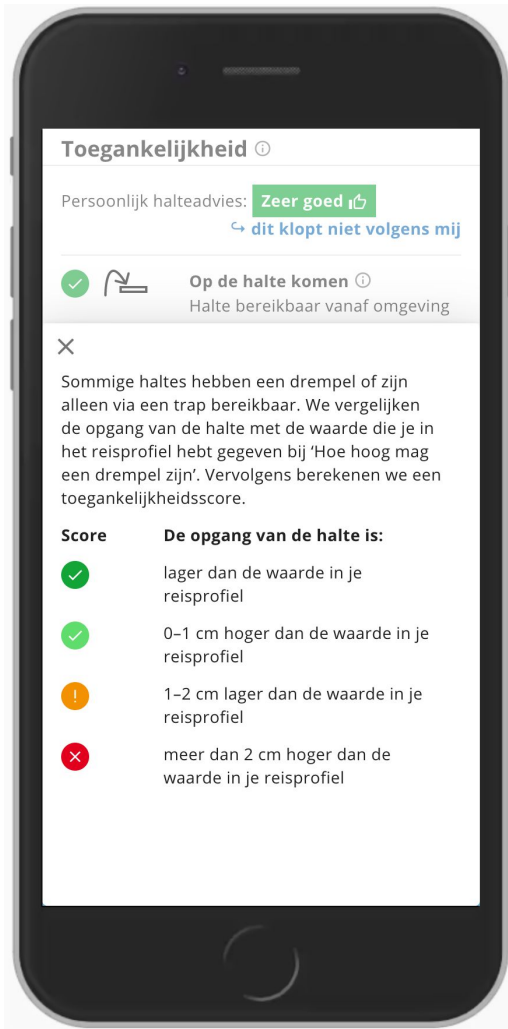 Toegankelijkheid
Persoonlijk halteadvies: Zeer goed
dit klopt niet volgens mij
Op de halte komen
Halte bereikbaar vanaf omgeving
Sommige haltes hebben een drempel of zijn
alleen via een trap bereikbaar. We vergelijken
de opgang van de halte met de waarde die je in
het reisprofiel hebt gegeven bij ‘Hoe hoog mag
een drempel zijn’. Vervolgens berekenen we een
toegankelijkheidsscore.
Score De opgang van de halte is:
lager dan de waarde in je
reisprofiel
0–1 cm hoger dan de waarde in je
reisprofiel
1–2 cm lager dan de waarde in je
reisprofiel
meer dan 2 cm hoger dan de
waarde in je reisprofiel